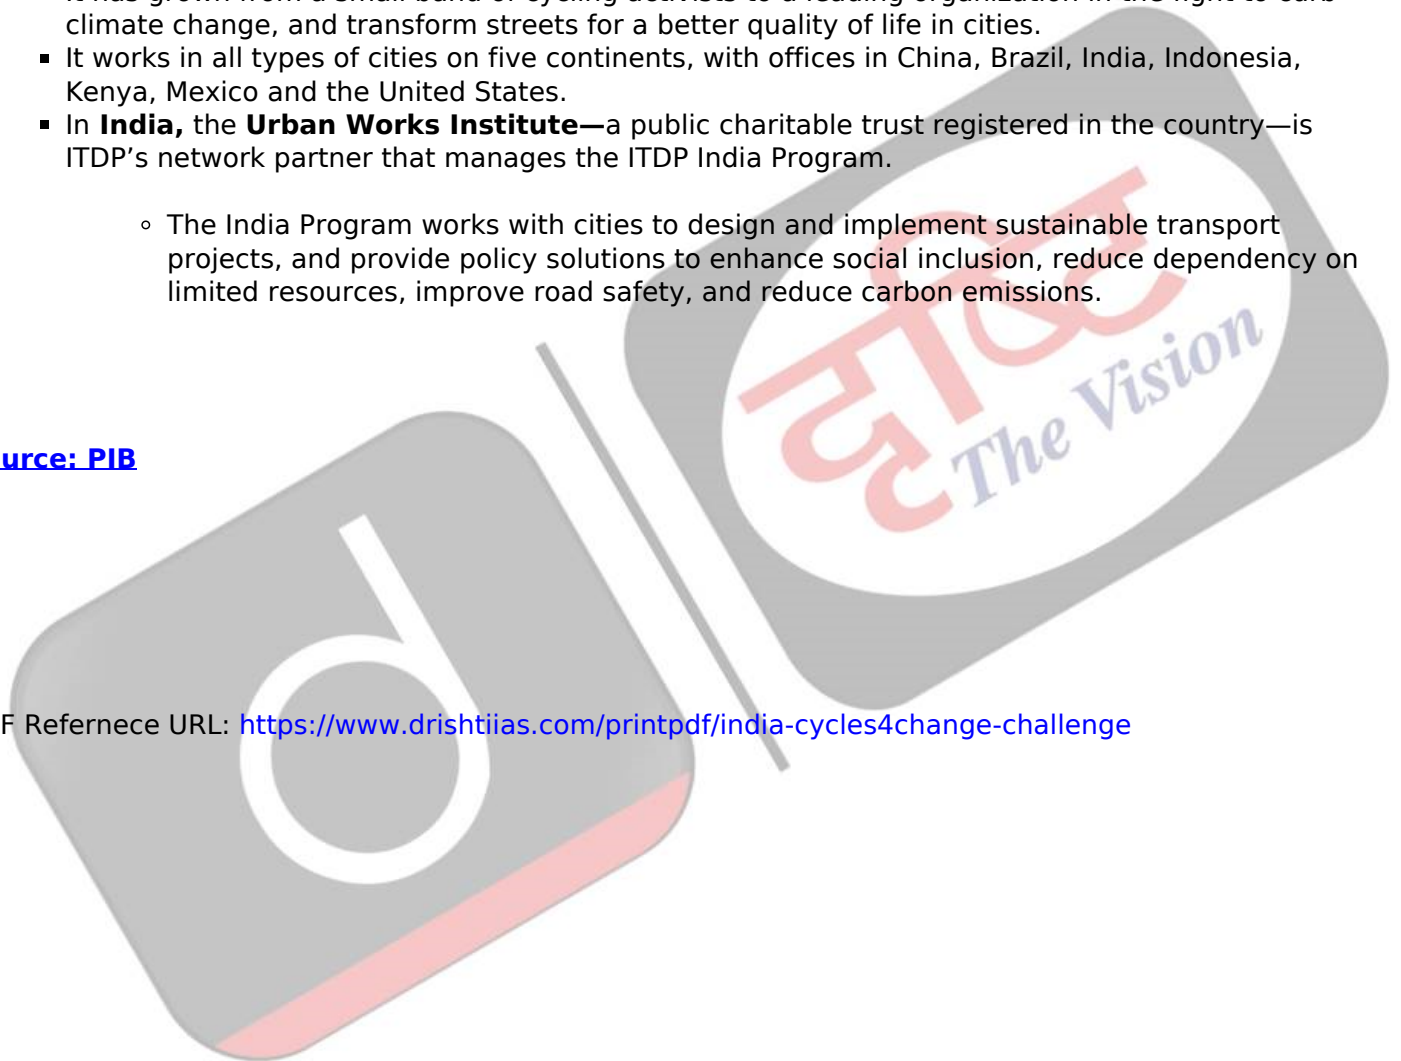 climate change, and transform streets for a better quality of life in cities.
It works in all types of cities on five continents, with offices in China, Brazil, India, Indonesia,
Kenya, Mexico and the United States.
In India, the Urban Works Institute—a public charitable trust registered in the country—is
ITDP’s network partner that manages the ITDP India Program.
The India Program works with cities to design and implement sustainable transport
projects, and provide policy solutions to enhance social inclusion, reduce dependency on
limited resources, improve road safety, and reduce carbon emissions.
दृष्टि
The Vision
urce: PIB
d
F Refernece URL: https://www.drishtiias.com/printpdf/india-cycles4change-challenge